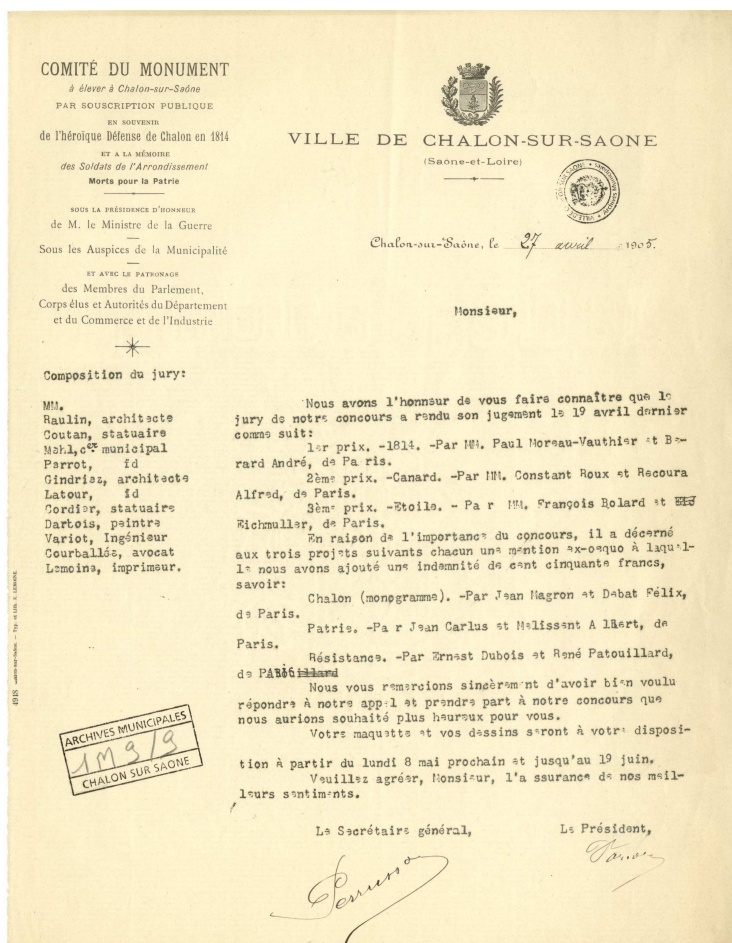 COMITÉ DU MONUMENT
à élever à Chalon-sur-Saône
PAR SOUSCRIPTION PUBLIQUE
EN SOUVENIR
de l'héroïque Défense de Chalon en 1814
ET A LA MÉMOIRE
des Soldats de l'Arrondissement
Morts pour la Patrie
SOUS LA PRÉSIDENCE D'HONNEUR
de M. le Ministre de la Guerre
Sous les Auspices de la Municipalité
ET AVEC LE PATRONAGE
des Membres du Parlement,
Corps élus et Autorités du Département
et du Commerce et de l'Industrie
VILLE DE CHALON-SUR-SAONE
(Saône-et-Loire)
Chalon-sur-Saône, le 27 avril 1905.
Monsieur,
Composition du jury:
MM.
Raulin, architecte
Coutan, statuaire
Mehl, cer municipal
Perrot, id
Gindriez, architecte
Latour, id
Cordier, statuaire
Dartois, peintre
Variot, Ingénieur
Courballés, avocat
Lemoine, imprimeur.
Nous avons l'honneur de vous faire connaître que le
jury de notre concours a rendu son jugement le 19 avril dernier
comme suit:
1er prix. -1814. -Par MM. Paul Moreau-Vauthier et Be-
rard André, de Pa ris.
2ème prix. -Canard. -Par MM. Constant Roux et Recoura
Alfred, de Paris.
3ème prix. -Etoile. - Pa r MM. François Rolard et
Eichmuller, de Paris.
En raison de l'importance du concours, il a décerné
aux trois projets suivants chacun une mention ex-oequo à laquel-
le nous avons ajouté une indemnité de cent cinquante francs,
savoir:
Chalon (monogramme). -Par Jean Magron et Debat Félix,
de Paris.
Patrie. -Pa r Jean Carlus et Melissent A lbert, de
Paris.
Résistance. -Par Ernest Dubois et René Patouillard,
de
Nous vous remercions sincèrement d'avoir bien voulu
répondre à notre appel et prendre part à notre concours que
nous aurions souhaité plus heureux pour vous.
Votre maquette et vos dessins seront à votre disposi-
tion à partir du lundi 8 mai prochain et jusqu'au 19 juin.
Veuillez agréer, Monsieur, l'a ssurance de nos meil-
leurs sentiments.
Le Secrétaire général,
Le Président,
ARCHIVES MUNICIPALES
1M9/9
CHALON SUR SAONE